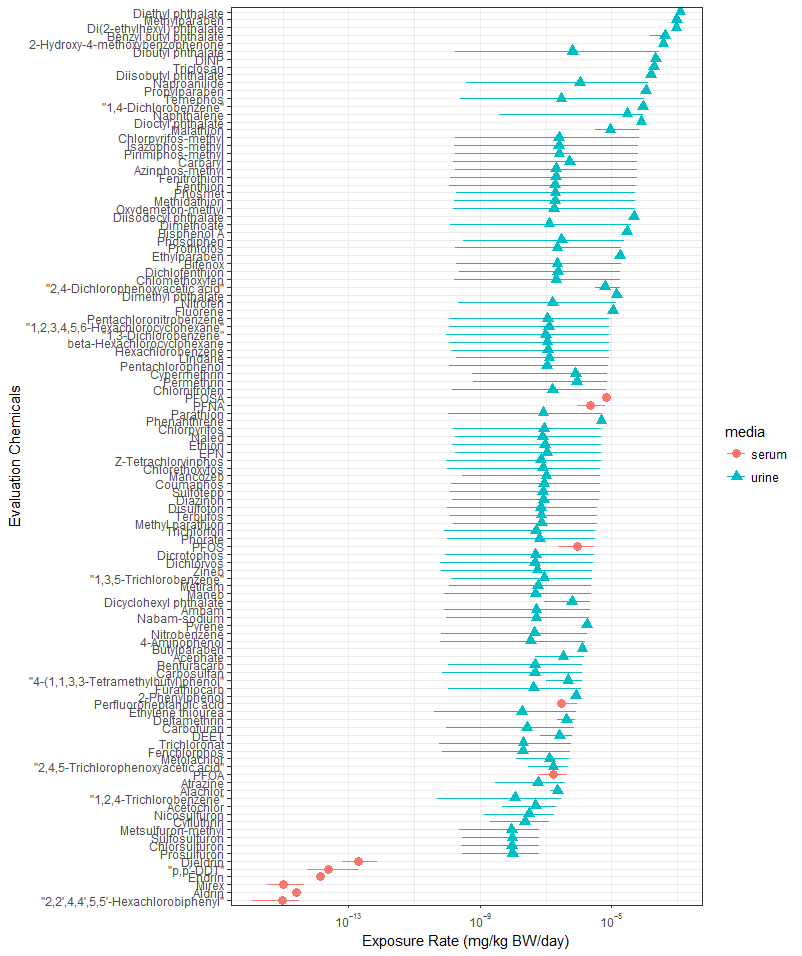 Diethyl phthalate
Methylparaben
Di(2-ethylhexyl) phthalate
Benzyl butyl phthalate
2-Hydroxy-4-methoxybenzophenone
Dibutyl phthalate
DINP
Triclosan
Diisobutyl phthalate
Naproanilide
Propylparaben
Temephos
"1,4-Dichlorobenzene"
Naphthalene
Dioctyl phthalate
Malathion
Chlorpyrifos-methyl
Isazophos-methyl
Pirimiphos-methyl
Carbaryl
Azinphos-methyl
Fenitrothion
Fenthion
Phosmet
Methidathion
Oxydemeton-methyl
Diisodecyl phthalate
Dimethoate
Bisphenol A
Phosdiphen
Prothiofos
Ethylparaben
Bifenox
Dichlofenthion
Chlomethoxyfen
"2,4-Dichlorophenoxyacetic acid"
Dimethyl phthalate
Nitrofen
Fluorene
Pentachloronitrobenzene
"1,2,3,4,5,6-Hexachlorocyclohexane"
"1,3-Dichlorobenzene"
beta-Hexachlorocyclohexane
Hexachlorobenzene
Lindane
Pentachlorophenol
Cypermethrin
Permethrin
Chlornitrofen
PFOSA
PFNA
Parathion
Phenanthrene
Chlorpyrifos
Naled
Ethion
EPN
Z-Tetrachlorvinphos
Chlorethoxyfos
Mancozeb
Coumaphos
Sulfotepp
Diazinon
Disulfoton
Terbufos
Methyl parathion
Trichlorfon
Phorate
PFOS
Dicrotophos
Dichlorvos
Zineb
"1,3,5-Trichlorobenzene"
Metiram
Maneb
Dicyclohexyl phthalate
Ambam
Nabam-sodium
Pyrene
Nitrobenzene
4-Aminophenol
Butylparaben
Acephate
Benfuracarb
Carbosulfan
"4-(1,1,3,3-Tetramethylbutyl)phenol"
Furathiocarb
2-Phenylphenol
Perfluoroheptanoic acid
Ethylene thiourea
Deltamethrin
Carbofuran
DEET
Trichloronat
Fenchlorphos
Metolachlor
"2,4,5-Trichlorophenoxyacetic acid"
PFOA
Atrazine
Alachlor
"1,2,4-Trichlorobenzene"
Acetochlor
Nicosulfuron
Cyfluthrin
Metsulfuron-methyl
Sulfosulfuron
Chlorsulfuron
Prosulfuron
Dieldrin
"p,p'-DDT"
Endrin
Mirex
Aldrin
"2,2',4,4',5,5'-Hexachlorobiphenyl"
Evaluation Chemicals
10⁻¹³ 10⁻⁹ 10⁻⁵
Exposure Rate (mg/kg BW/day)
media
serum
urine